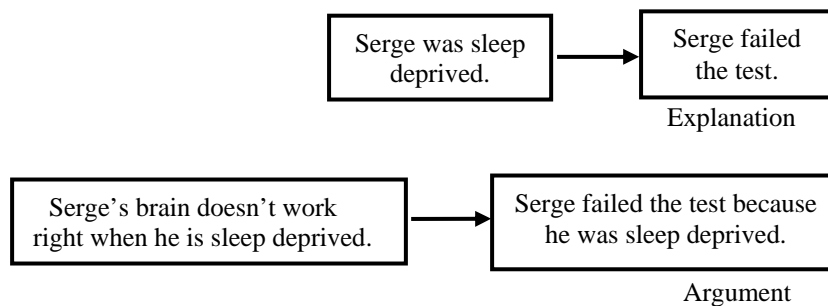 Serge was sleep
deprived.
Serge failed
the test.
Explanation
Serge’s brain doesn’t work
right when he is sleep deprived.
Serge failed the test because
he was sleep deprived.
Argument